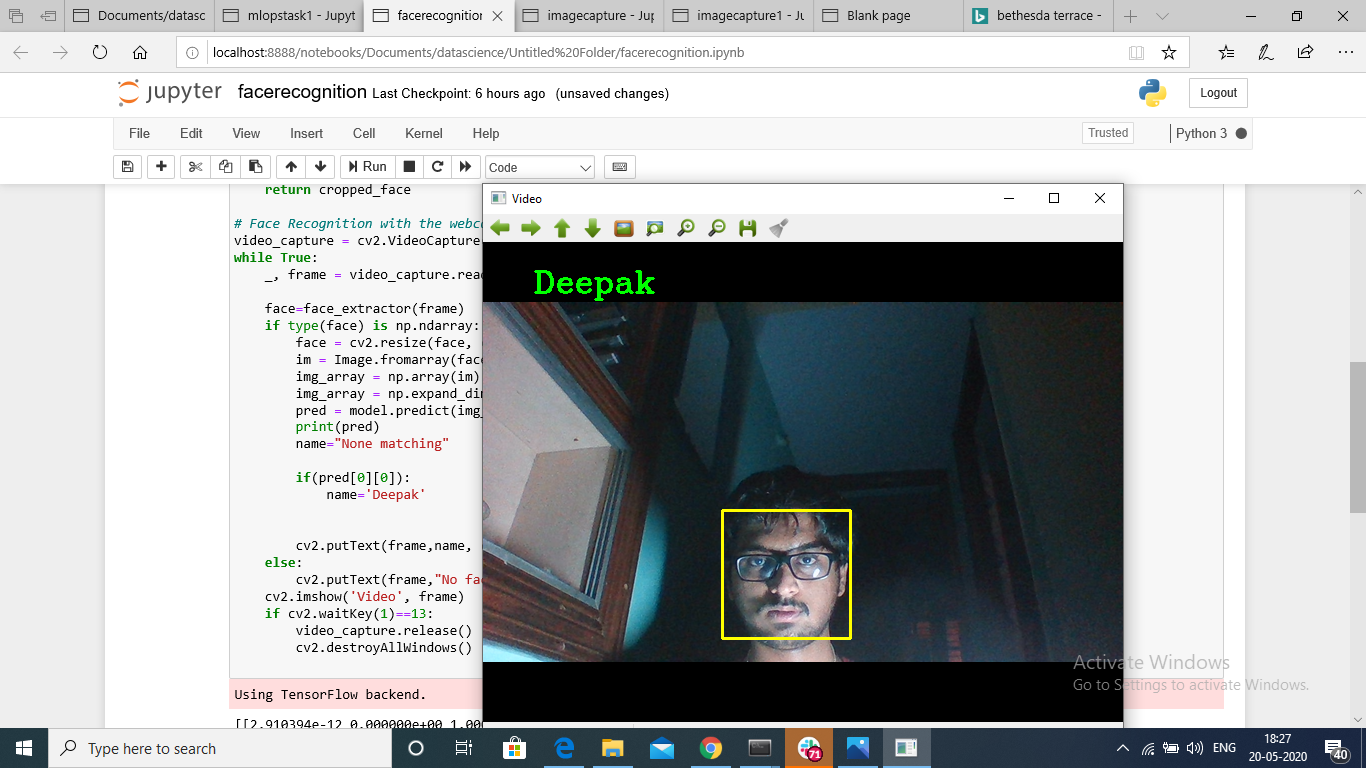 Documents/datasc
mlopstask1 - Jupyt
facerecognition
imagecapture - Jup
imagecapture1 - Ju
Blank page
bethesda terrace -
localhost:8888/notebooks/Documents/datascience/Untitled%20Folder/facerecognition.ipynb
jupyter facerecognition Last Checkpoint: 6 hours ago (unsaved changes)
Logout
File Edit View Insert Cell Kernel Help
Trusted
Python 3
Run
Code
return cropped_face
# Face Recognition with the webc
video_capture = cv2.VideoCapture
while True:
_, frame = video_capture.rea
face=face_extractor(frame)
if type(face) is np.ndarray:
face = cv2.resize(face,
im = Image.fromarray(fac
img_array = np.array(im)
img_array = np.expand_di
pred = model.predict(img_
print(pred)
name="None matching"
if(pred[0][0]):
name='Deepak'
cv2.putText(frame,name,
else:
cv2.putText(frame,"No fa
cv2.imshow('Video', frame)
if cv2.waitKey(1)==13:
video_capture.release()
cv2.destroyAllWindows()
Using TensorFlow backend.
[[2.910394e-12 0.000000e+00 1.00
Video
Deepak
Activate Windows
Go to Settings to activate Windows.
Type here to search
71
ENG
18:27
20-05-2020
40